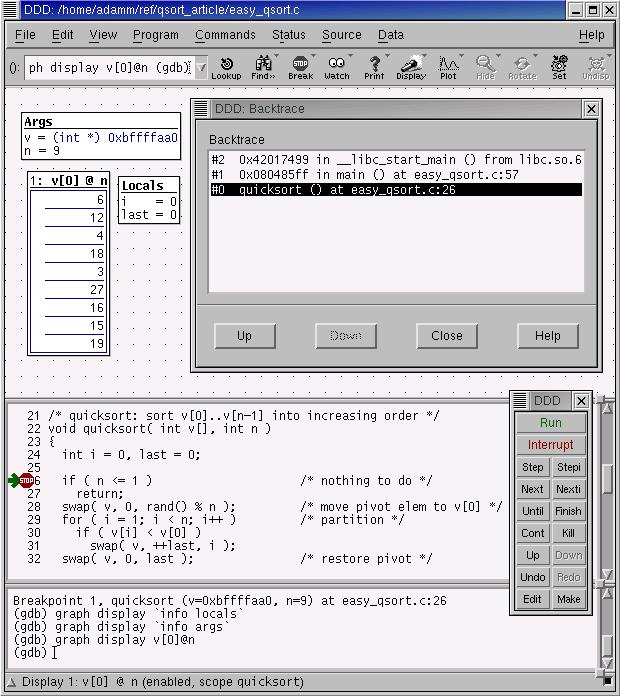 DDD: /home/adamm/ref/qsort_article/easy_qsort.c
File Edit View Program Commands Status Source Data Help
(): ph display v[0]@n (gdb)
Lookup Find>> Break Watch Print Display Plot Hide Rotate Set Undisp
Args
v = (int *) 0xbffffaa0
n = 9
1: v[0] @ n
6
12
4
18
3
27
16
15
19
Locals
i = 0
last = 0
DDD: Backtrace
Backtrace
#2 0x42017499 in __libc_start_main () from libc.so.6
#1 0x080485ff in main () at easy_qsort.c:57
#0 quicksort () at easy_qsort.c:26
Up Down Close Help
21 /* quicksort: sort v[0]..v[n-1] into increasing order */
22 void quicksort( int v[], int n )
23 {
24 int i = 0, last = 0;
25
STOP 6 if ( n <= 1 ) /* nothing to do */
27 return;
28 swap( v, 0, rand() % n ); /* move pivot elem to v[0] */
29 for ( i = 1; i < n; i++ ) /* partition */
30 if ( v[i] < v[0] )
31 swap( v, ++last, i );
32 swap( v, 0, last ); /* restore pivot */
DDD
Run
Interrupt
Step Stepi
Next Nexti
Until Finish
Cont Kill
Up Down
Undo Redo
Edit Make
Breakpoint 1, quicksort (v=0xbffffaa0, n=9) at easy_qsort.c:26
(gdb) graph display `info locals`
(gdb) graph display `info args`
(gdb) graph display v[0]@n
(gdb)
Display 1: v[0] @ n (enabled, scope quicksort)